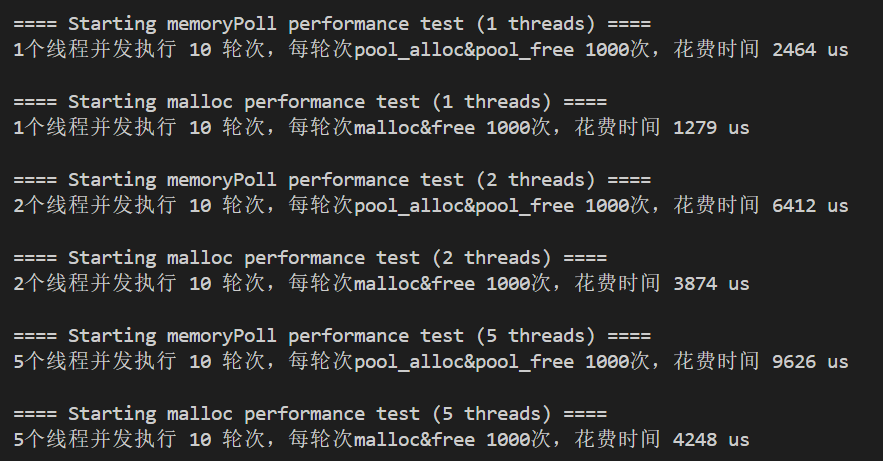 ==== Starting memoryPoll performance test (1 threads) ====
1个线程并发执行 10 轮次，每轮次pool_alloc&pool_free 1000次，花费时间 2464 us
==== Starting malloc performance test (1 threads) ====
1个线程并发执行 10 轮次，每轮次malloc&free 1000次，花费时间 1279 us
==== Starting memoryPoll performance test (2 threads) ====
2个线程并发执行 10 轮次，每轮次pool_alloc&pool_free 1000次，花费时间 6412 us
==== Starting malloc performance test (2 threads) ====
2个线程并发执行 10 轮次，每轮次malloc&free 1000次，花费时间 3874 us
==== Starting memoryPoll performance test (5 threads) ====
5个线程并发执行 10 轮次，每轮次pool_alloc&pool_free 1000次，花费时间 9626 us
==== Starting malloc performance test (5 threads) ====
5个线程并发执行 10 轮次，每轮次malloc&free 1000次，花费时间 4248 us